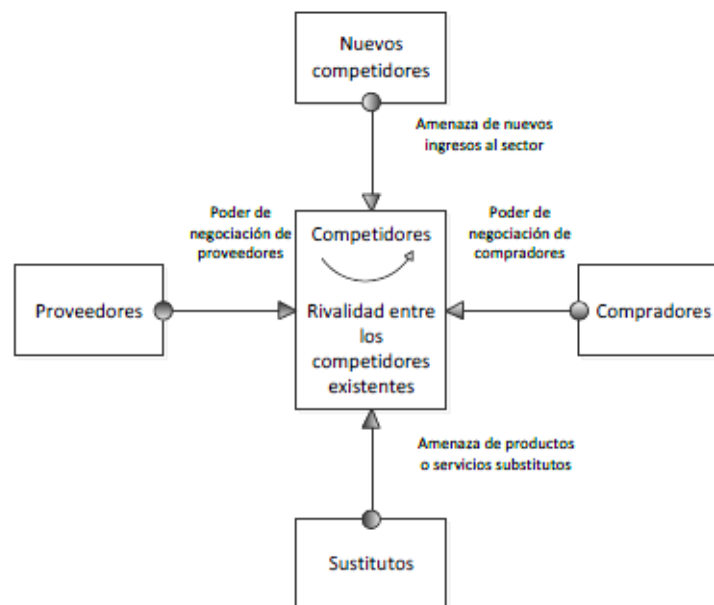 Nuevos
competidores
Amenaza de nuevos
ingresos al sector
Poder de
negociación de
proveedores
Competidores
Poder de
negociación de
compradores
Proveedores
Rivalidad entre
los
competidores
existentes
Compradores
Amenaza de productos
o servicios substitutos
Sustitutos